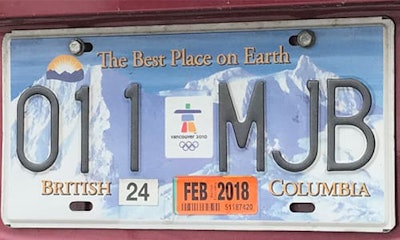 The Best Place on Earth
011 MJB
vancouver 2010
BRITISH 24 FEB 2018 COLUMBIA